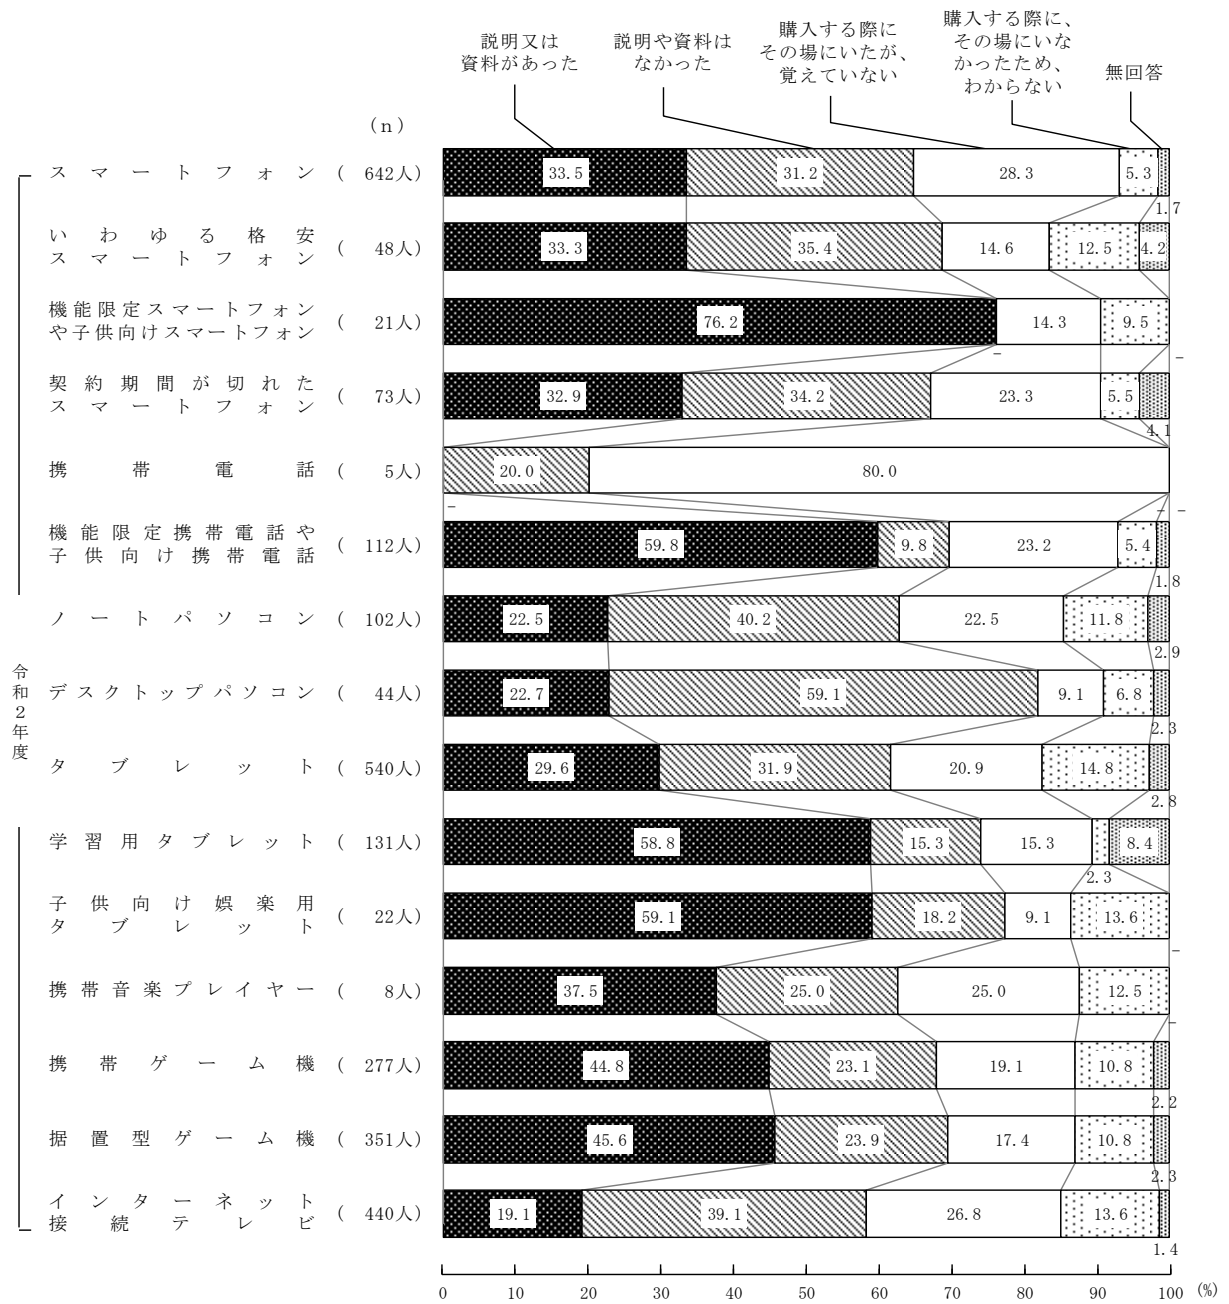 説明又は
資料があった
説明や資料は
なかった
購入する際に
その場にいたが、
覚えていない
購入する際に、
その場にいな
かったため、
わからない
無回答
(n)
スマートフォン ( 642人) 33.5 31.2 28.3 5.3
1.7
いわゆる格安
スマートフォン ( 48人) 33.3 35.4 14.6 12.5 4.2
機能限定スマートフォン
や子供向けスマートフォン ( 21人) 76.2 14.3 9.5
− −
契約期間が切れた
スマートフォン ( 73人) 32.9 34.2 23.3 5.5
4.1
携帯電話 ( 5人) 20.0 80.0
− − −
機能限定携帯電話や
子供向け携帯電話 ( 112人) 59.8 9.8 23.2 5.4
1.8
ノートパソコン ( 102人) 22.5 40.2 22.5 11.8
2.9
令和2年度
デスクトップパソコン ( 44人) 22.7 59.1 9.1 6.8
2.3
タブレット ( 540人) 29.6 31.9 20.9 14.8
2.8
学習用タブレット ( 131人) 58.8 15.3 15.3 8.4
2.3
子供向け娯楽用
タブレット ( 22人) 59.1 18.2 9.1 13.6
−
携帯音楽プレイヤー ( 8人) 37.5 25.0 25.0 12.5
−
携帯ゲーム機 ( 277人) 44.8 23.1 19.1 10.8
2.2
据置型ゲーム機 ( 351人) 45.6 23.9 17.4 10.8
2.3
インターネット
接続テレビ ( 440人) 19.1 39.1 26.8 13.6
1.4
0 10 20 30 40 50 60 70 80 90 100 (%)